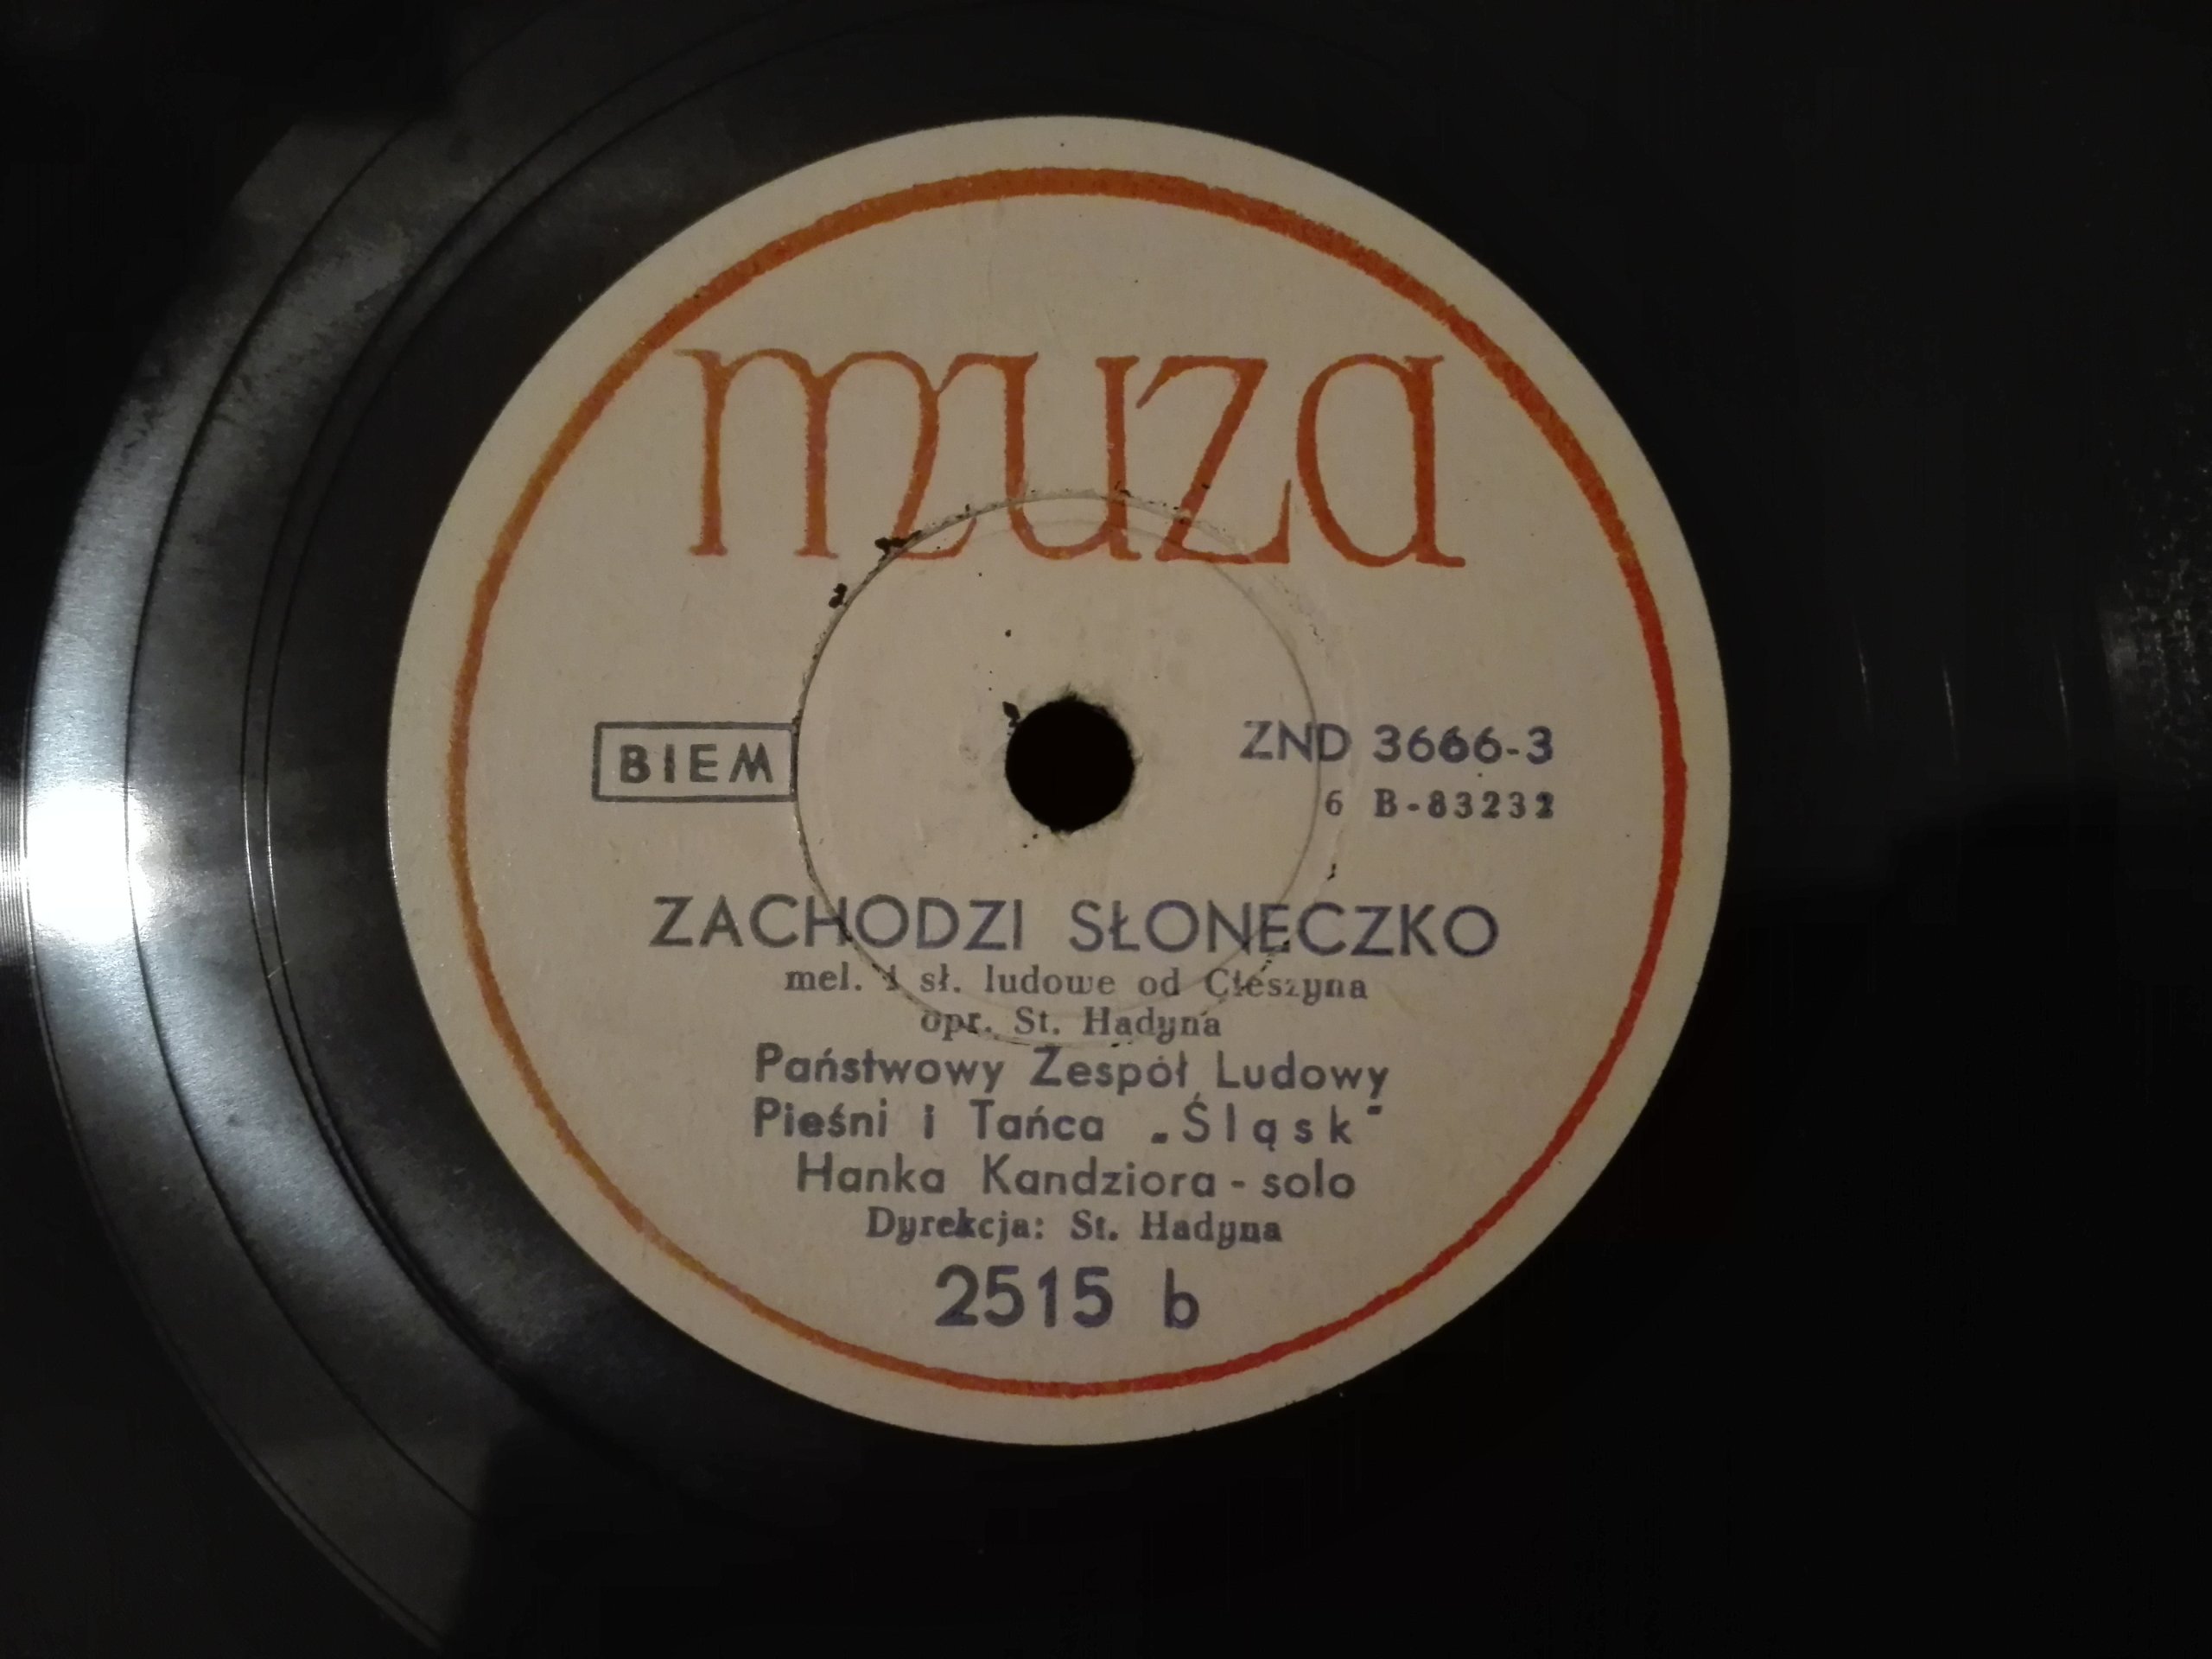 muza
BIEM
ZND 3666-3
6 B-83232
ZACHODZI SŁONECZKO
mel. i sł. ludowe od Cieszyna
opr. St. Hadyna
Państwowy Zespół Ludowy
Pieśni i Tańca „Śląsk"
Hanka Kandziora - solo
Dyrekcja: St. Hadyna
2515 b